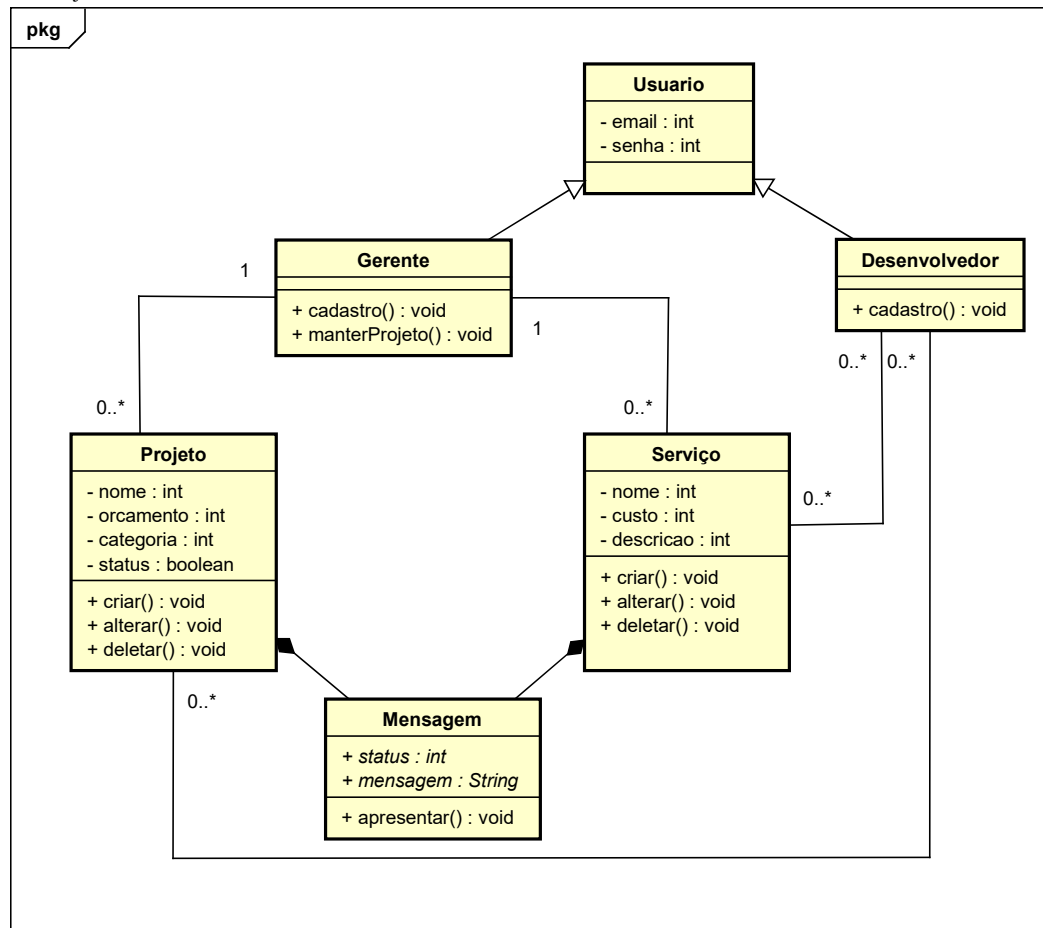 pkg
Usuario
- email : int
- senha : int
Gerente
+ cadastro() : void
+ manterProjeto() : void
Desenvolvedor
+ cadastro() : void
1
1
0..*
0..*
0..*
0..*
0..*
Projeto
- nome : int
- orcamento : int
- categoria : int
- status : boolean
+ criar() : void
+ alterar() : void
+ deletar() : void
Serviço
- nome : int
- custo : int
- descricao : int
+ criar() : void
+ alterar() : void
+ deletar() : void
0..*
Mensagem
+ status : int
+ mensagem : String
+ apresentar() : void